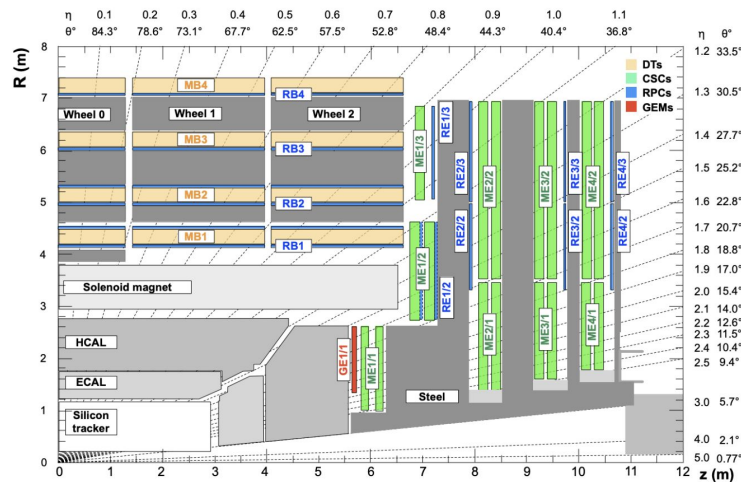 η 0.1 0.2 0.3 0.4 0.5 0.6 0.7 0.8 0.9 1.0 1.1 η θ°
θ° 84.3° 78.6° 73.1° 67.7° 62.5° 57.5° 52.8° 48.4° 44.3° 40.4° 36.8°
R (m)
8
7
6
5
4
3
2
1
0
1.2 33.5°
1.3 30.5°
1.4 27.7°
1.5 25.2°
1.6 22.8°
1.7 20.7°
1.8 18.8°
1.9 17.0°
2.0 15.4°
2.1 14.0°
2.2 12.6°
2.3 11.5°
2.4 10.4°
2.5 9.4°
3.0 5.7°
4.0 2.1°
5.0 0.77°
DTs
CSCs
RPCs
GEMs
MB4
RB4
Wheel 0 Wheel 1 Wheel 2
MB3
RB3
MB2
RB2
MB1
RB1
Solenoid magnet
HCAL
ECAL
Silicon
tracker
Steel
GE1/1
ME1/1
ME1/2
ME1/3
RE1/3
RE1/2
RE2/3
RE2/2
ME2/2
ME2/1
ME3/2
ME3/1
RE3/3
RE3/2
ME4/2
ME4/1
RE4/3
RE4/2
0 1 2 3 4 5 6 7 8 9 10 11 12
z (m)